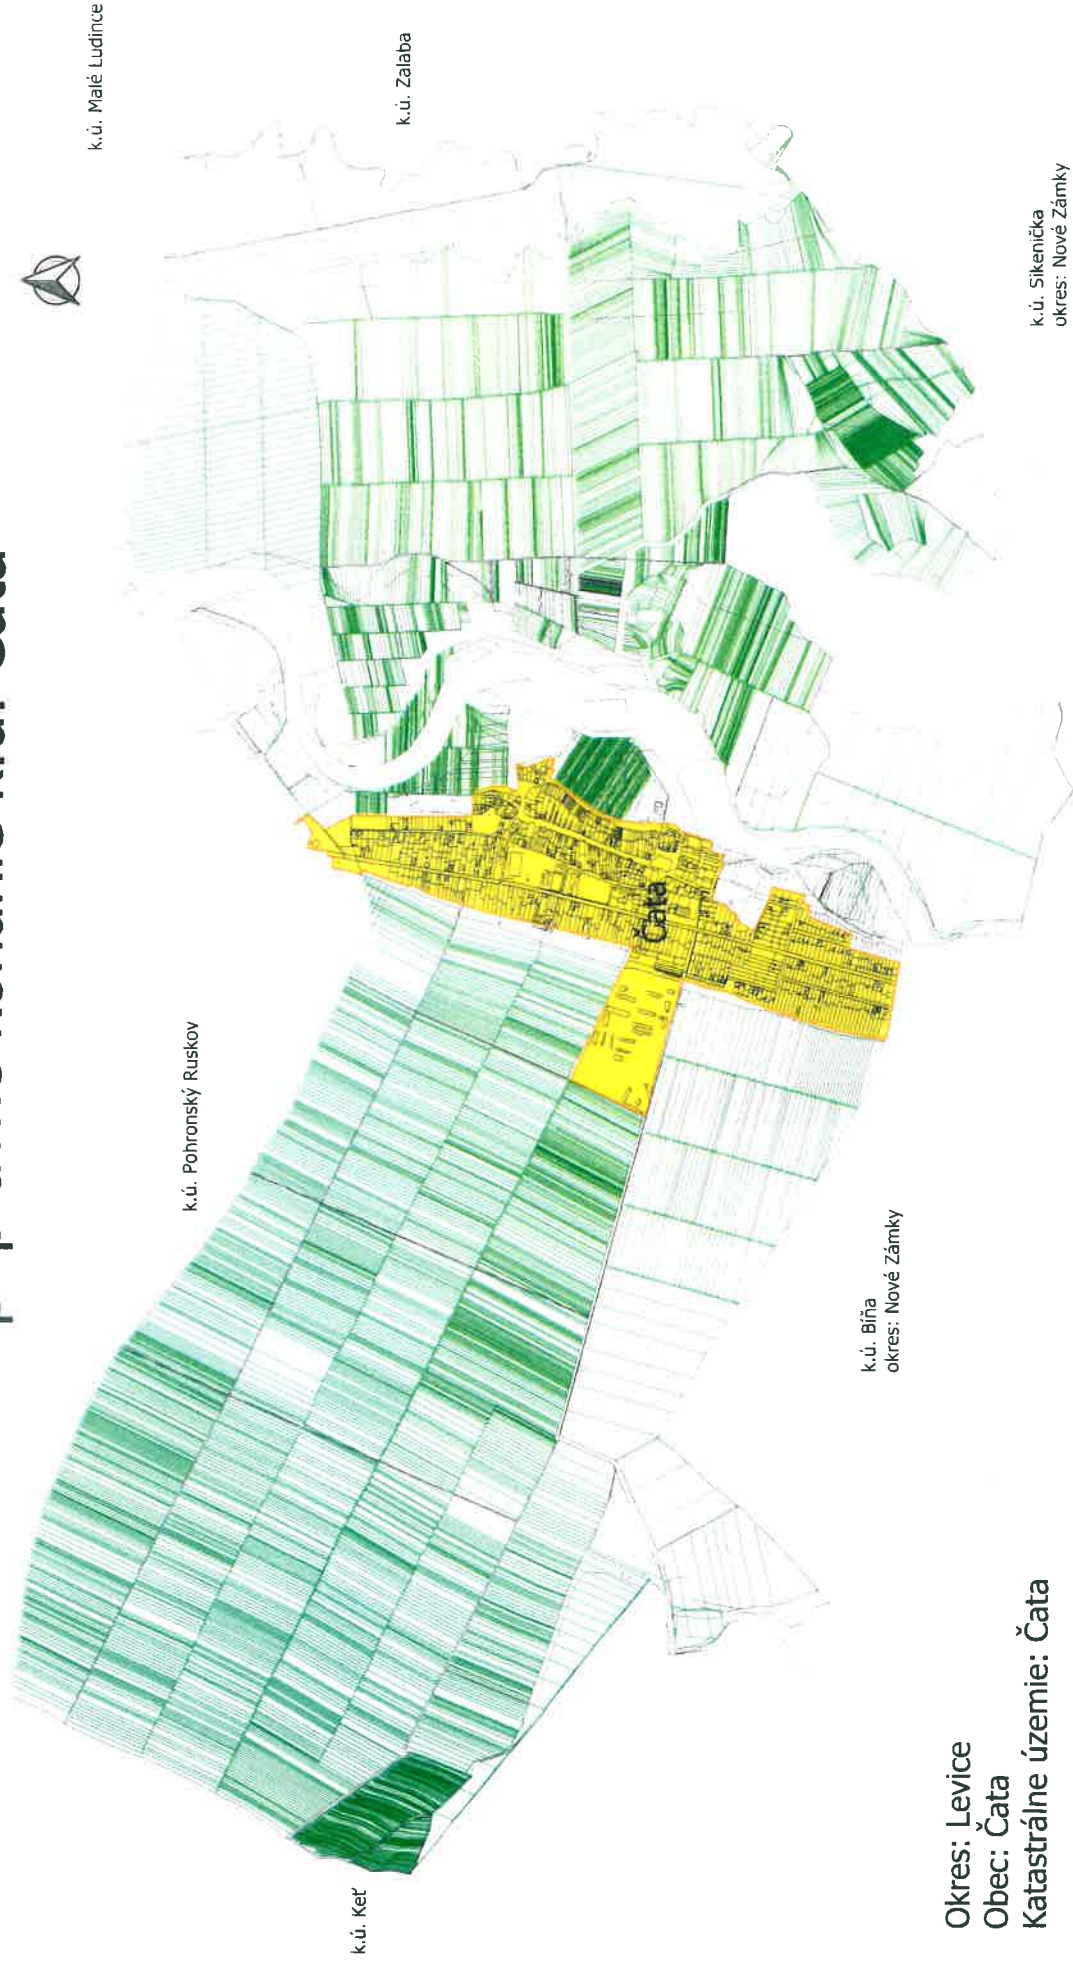 k.ú. Malé Ludince
k.ú. Zalaba
k.ú. Pohronský Ruskov
Čata
k.ú. Sikenička
okres: Nové Zámky
k.ú. Bíňa
okres: Nové Zámky
k.ú. Keť
Okres: Levice
Obec: Čata
Katastrálne územie: Čata